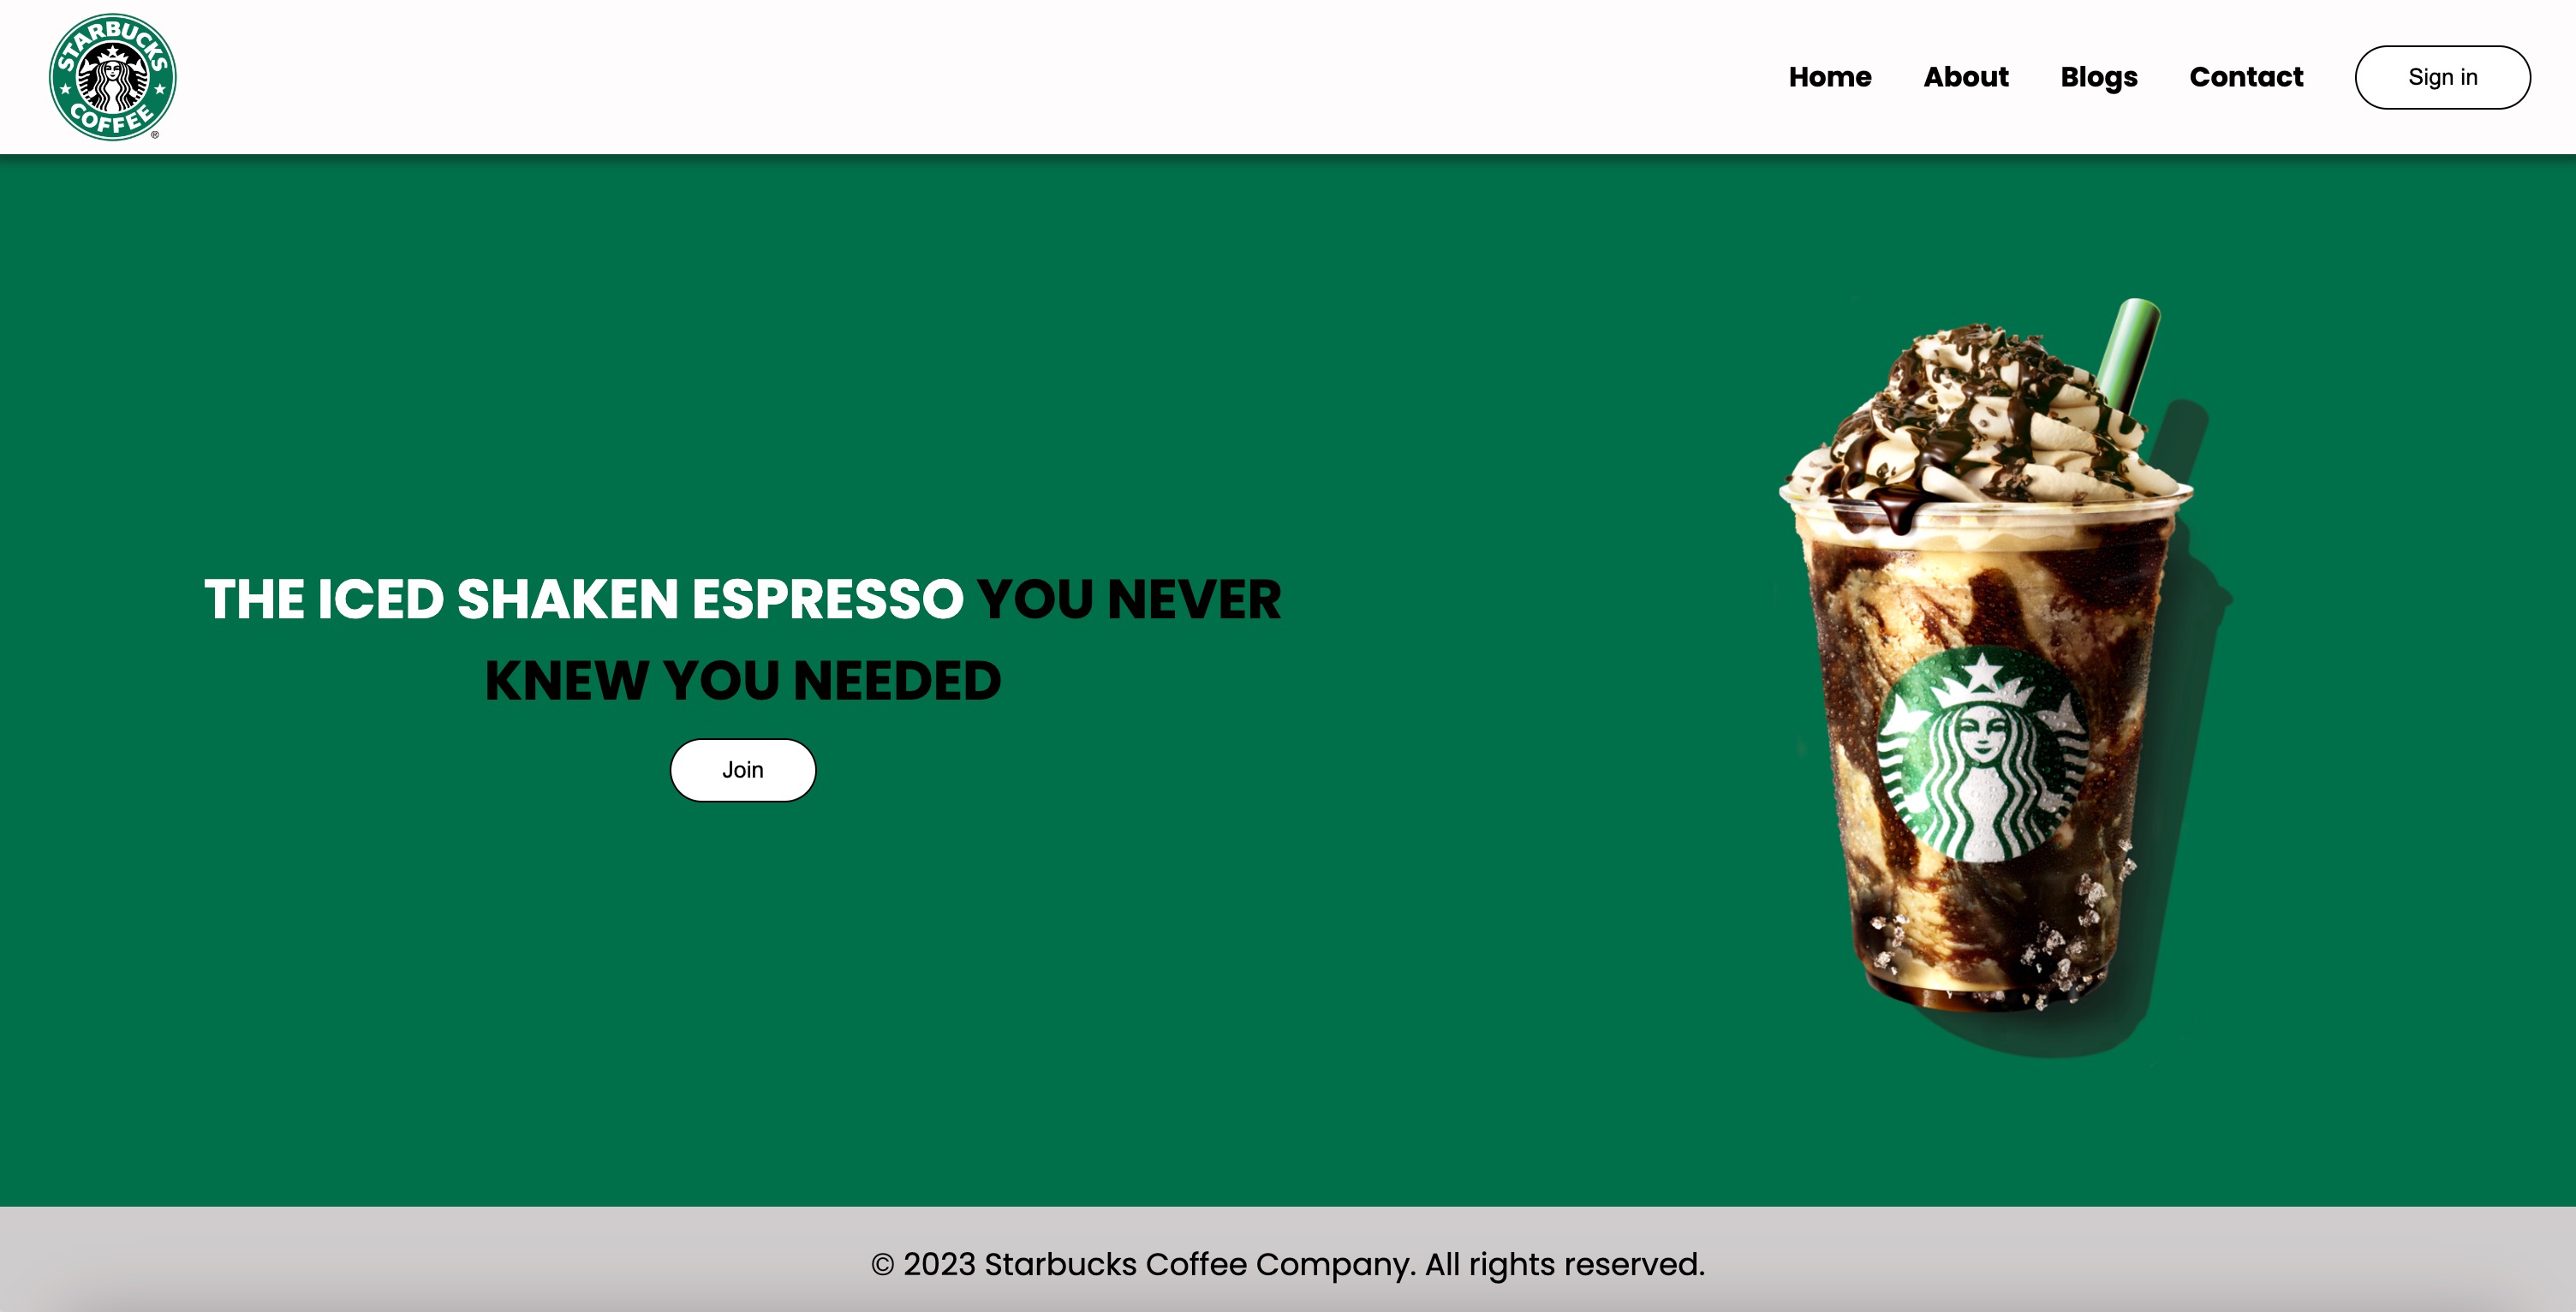 STARBUCKS
COFFEE
®
Home About Blogs Contact Sign in
THE ICED SHAKEN ESPRESSO YOU NEVER
KNEW YOU NEEDED
Join
© 2023 Starbucks Coffee Company. All rights reserved.